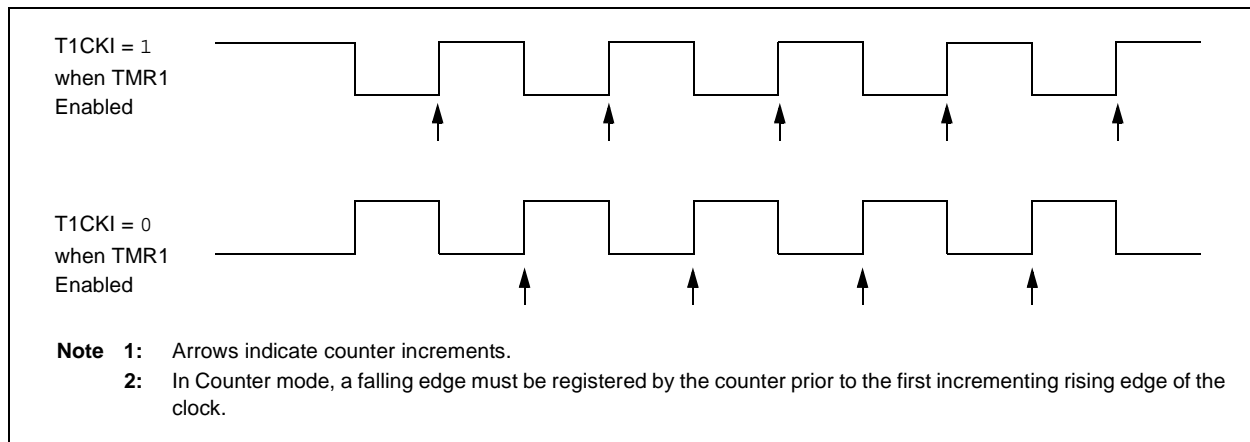 T1CKI = 1
when TMR1
Enabled
T1CKI = 0
when TMR1
Enabled
Note 1: Arrows indicate counter increments.
2: In Counter mode, a falling edge must be registered by the counter prior to the first incrementing rising edge of the
clock.